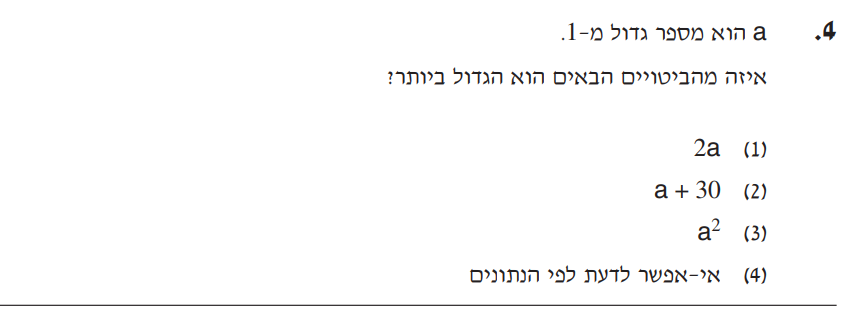 4. a הוא מספר גדול מ-1.
איזה מהביטויים הבאים הוא הגדול ביותר?
(1) 2a
(2) a + 30
(3) a²
(4) אי-אפשר לדעת לפי הנתונים